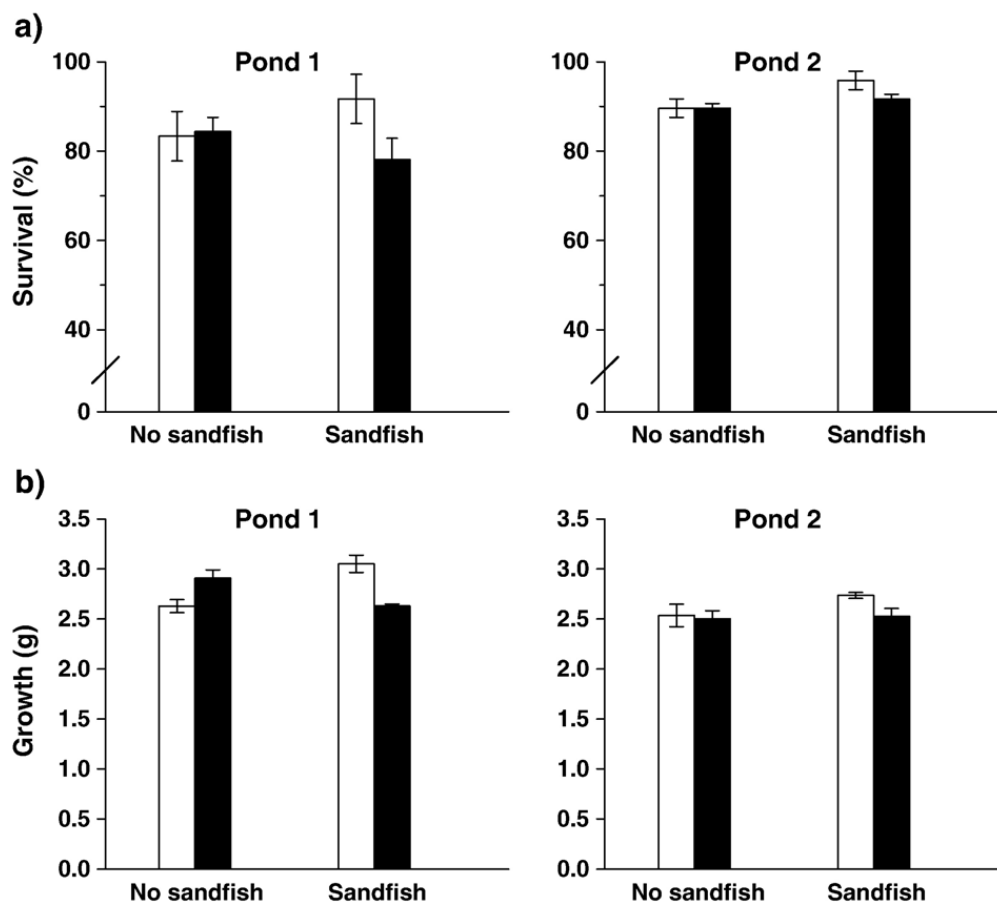 a)
Pond 1
Pond 2
Survival (%)
100
80
60
40
0
No sandfish
Sandfish
100
80
60
40
0
No sandfish
Sandfish
b)
Pond 1
Pond 2
Growth (g)
3.5
3.0
2.5
2.0
1.5
1.0
0.5
0.0
No sandfish
Sandfish
3.5
3.0
2.5
2.0
1.5
1.0
0.5
0.0
No sandfish
Sandfish